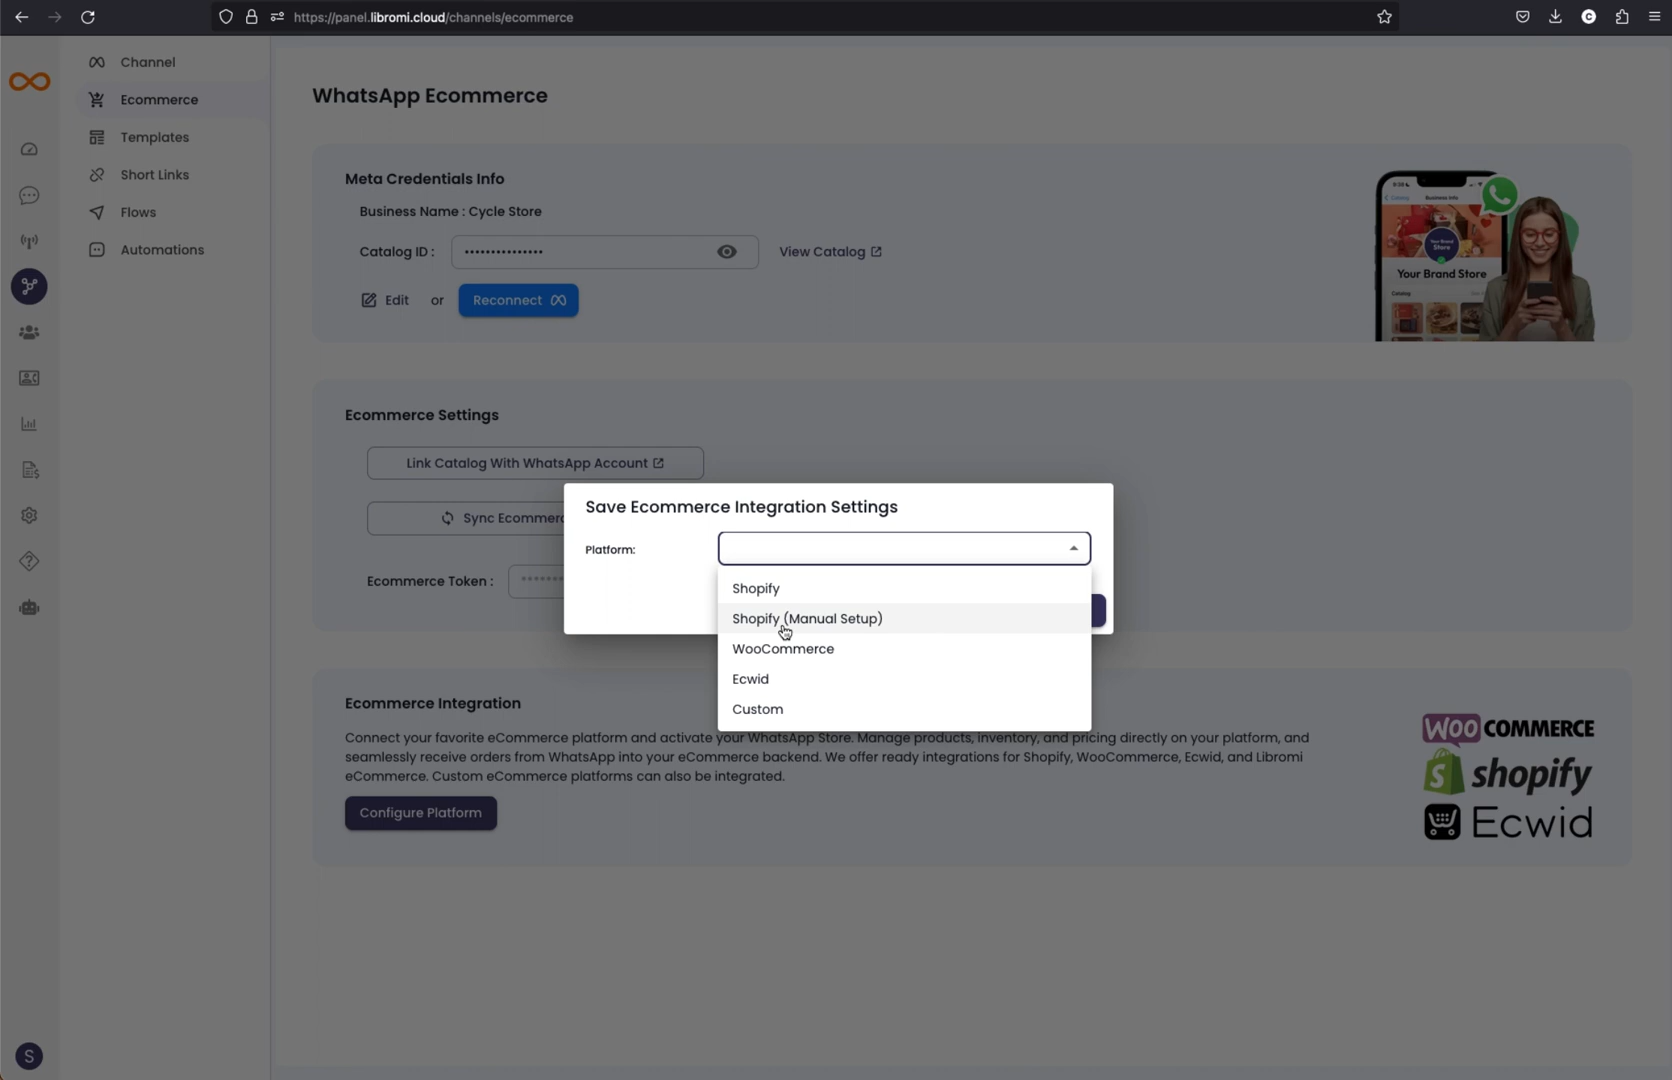 https://panel.libromi.cloud/channels/ecommerce
Channel
Ecommerce
Templates
Short Links
Flows
Automations
S
WhatsApp Ecommerce
Meta Credentials Info
Business Name : Cycle Store
Catalog ID :
View Catalog
Edit or Reconnect
Your Brand Store
Ecommerce Settings
Link Catalog With WhatsApp Account
Sync Ecommerc
Ecommerce Token :
Save Ecommerce Integration Settings
Platform:
Shopify
Shopify (Manual Setup)
WooCommerce
Ecwid
Custom
Ecommerce Integration
Connect your favorite eCommerce platform and activate your WhatsApp Store. Manage products, inventory, and pricing directly on your platform, and
seamlessly receive orders from WhatsApp into your eCommerce backend. We offer ready integrations for Shopify, WooCommerce, Ecwid, and Libromi
eCommerce. Custom eCommerce platforms can also be integrated.
Configure Platform
WOO COMMERCE
shopify
Ecwid